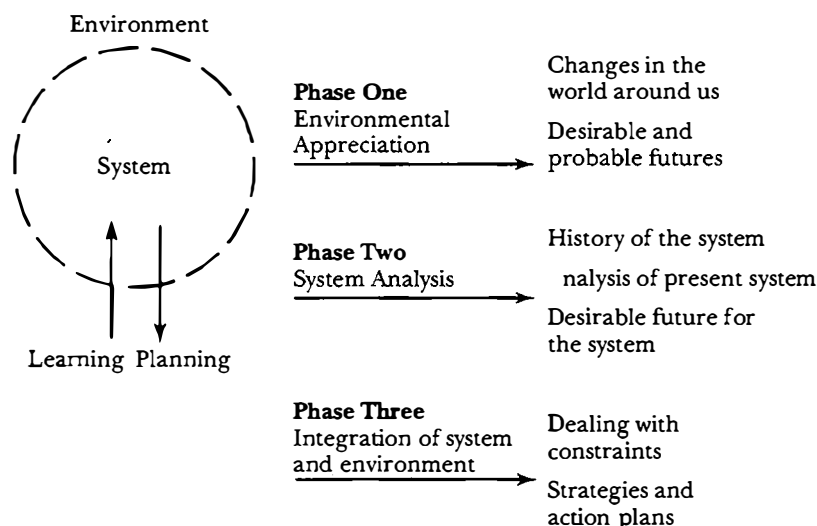 Environment
System
Learning Planning
Phase One
Environmental
Appreciation
Changes in the
world around us
Desirable and
probable futures
Phase Two
System Analysis
History of the system
nalysis of present system
Desirable future for
the system
Phase Three
Integration of system
and environment
Dealing with
constraints
Strategies and
action plans